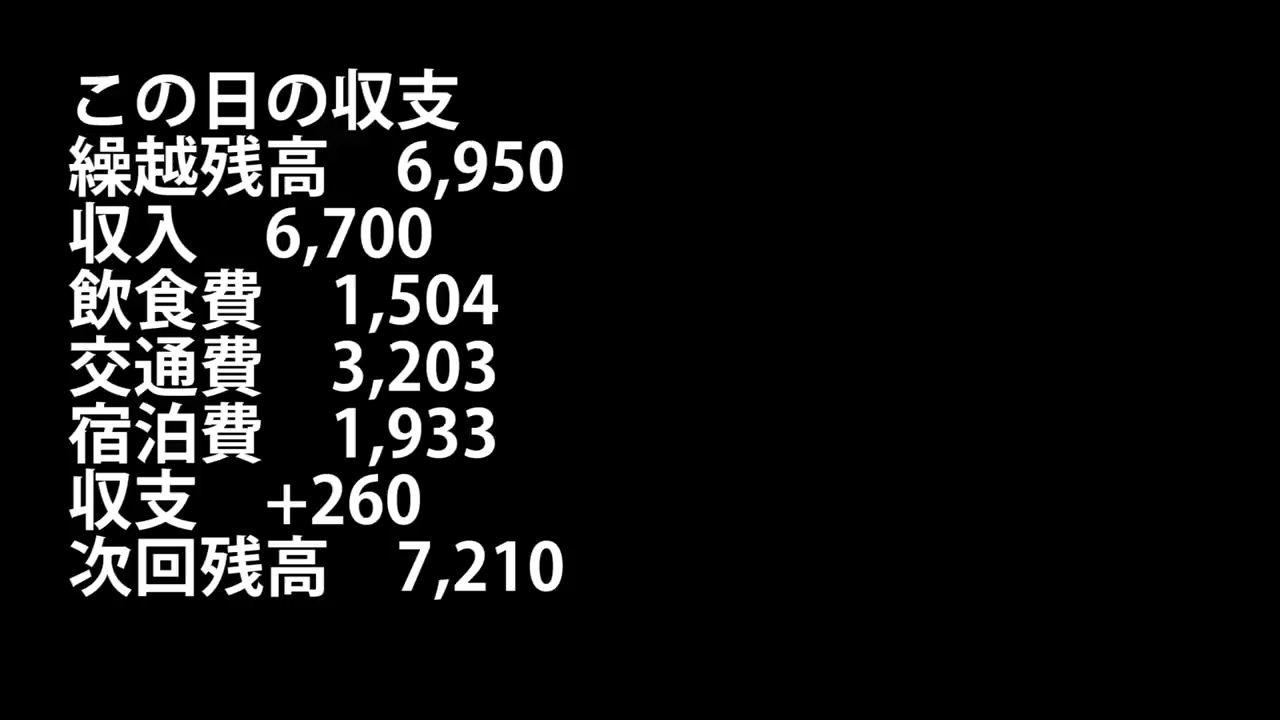 この日の収支
繰越残高　6,950
収入　6,700
飲食費　1,504
交通費　3,203
宿泊費　1,933
収支　+260
次回残高　7,210